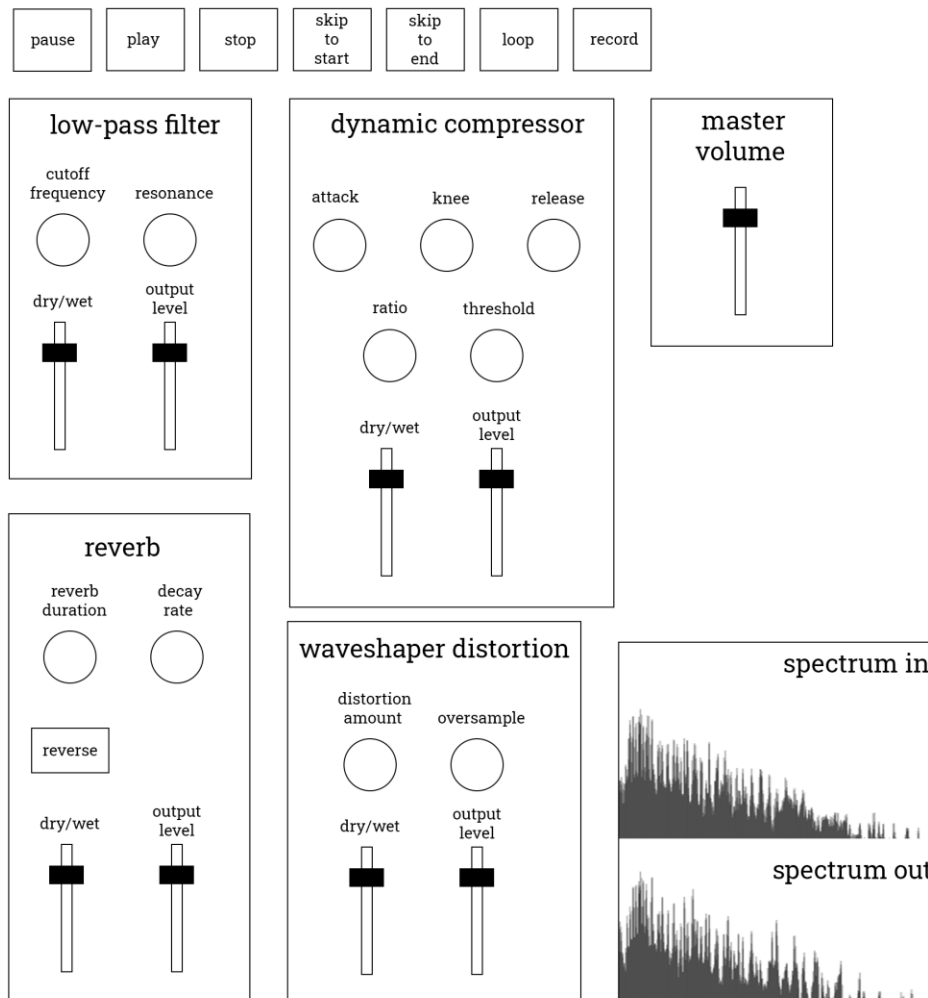 pause
play
stop
skip
to
start
skip
to
end
loop
record
low-pass filter
cutoff
frequency
resonance
dry/wet
output
level
dynamic compressor
attack
knee
release
ratio
threshold
dry/wet
output
level
master
volume
reverb
reverb
duration
decay
rate
reverse
dry/wet
output
level
waveshaper distortion
distortion
amount
oversample
dry/wet
output
level
spectrum in
spectrum out